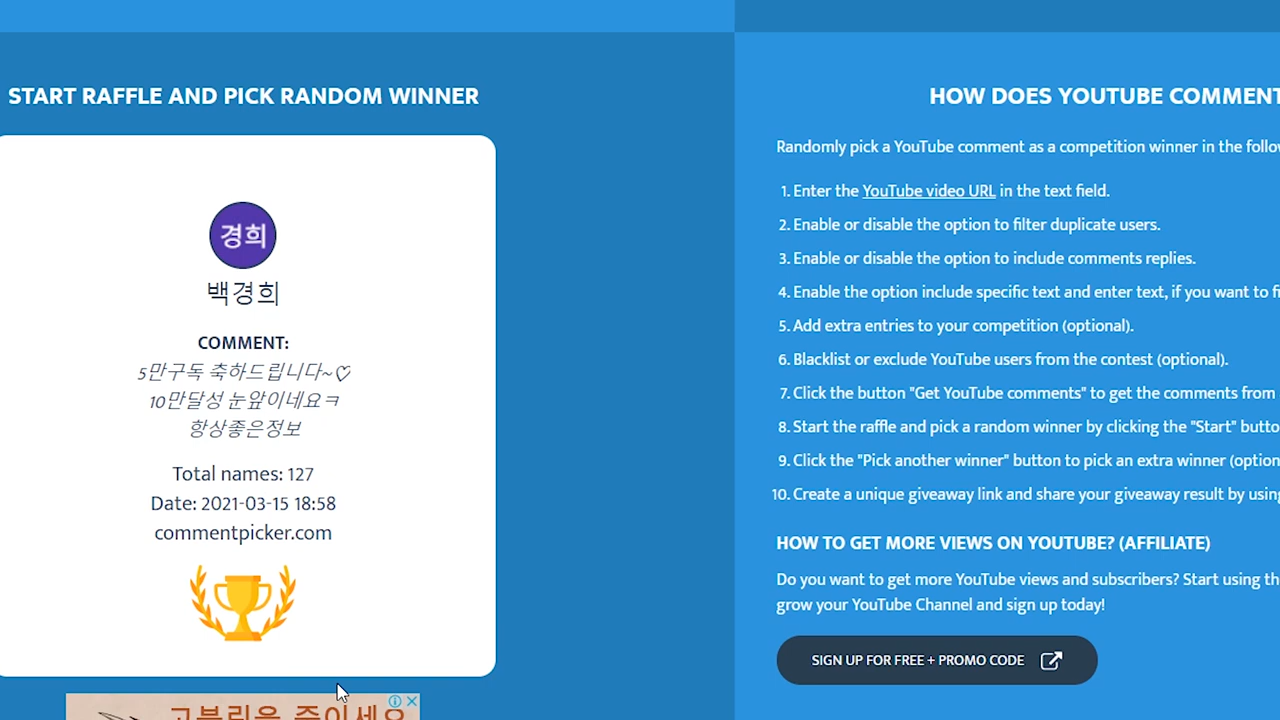 START RAFFLE AND PICK RANDOM WINNER
경희
백경희
COMMENT:
5만구독 축하드립니다~♡
10만달성 눈앞이네요ㅋ
항상좋은정보
Total names: 127
Date: 2021-03-15 18:58
commentpicker.com
고블린을 죽이세요
HOW DOES YOUTUBE COMMENT
Randomly pick a YouTube comment as a competition winner in the follo
1. Enter the YouTube video URL in the text field.
2. Enable or disable the option to filter duplicate users.
3. Enable or disable the option to include comments replies.
4. Enable the option include specific text and enter text, if you want to fi
5. Add extra entries to your competition (optional).
6. Blacklist or exclude YouTube users from the contest (optional).
7. Click the button "Get YouTube comments" to get the comments from
8. Start the raffle and pick a random winner by clicking the "Start" butto
9. Click the "Pick another winner" button to pick an extra winner (option
10. Create a unique giveaway link and share your giveaway result by using
HOW TO GET MORE VIEWS ON YOUTUBE? (AFFILIATE)
Do you want to get more YouTube views and subscribers? Start using th
grow your YouTube Channel and sign up today!
SIGN UP FOR FREE + PROMO CODE